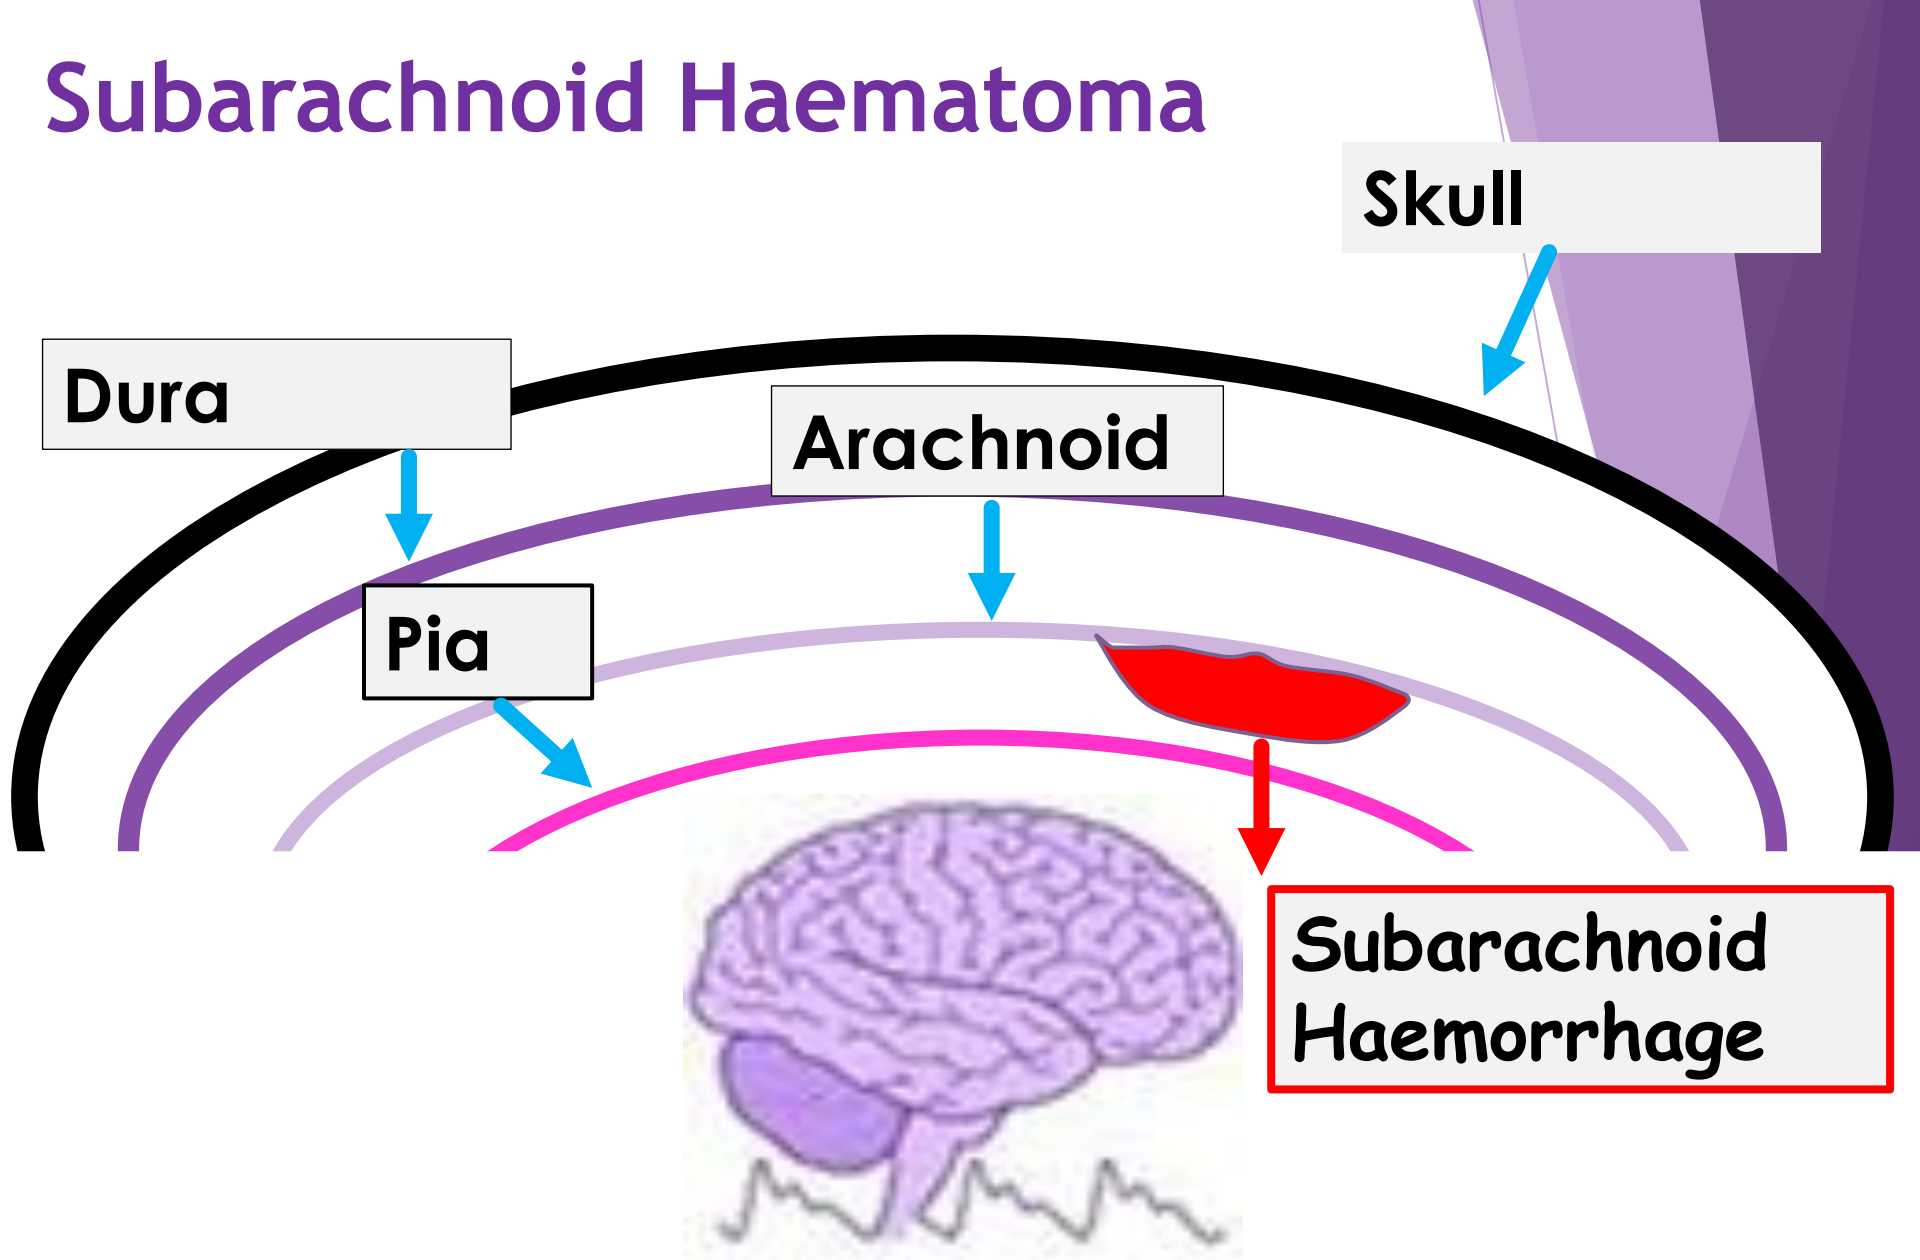 Subarachnoid Haematoma
Skull
Dura
Arachnoid
Pia
Subarachnoid
Haemorrhage